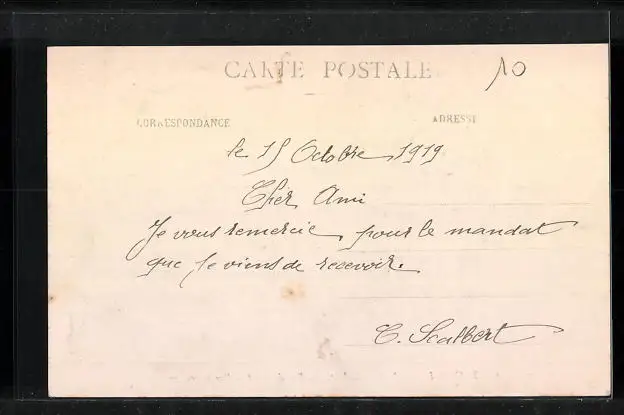 CARTE POSTALE
10
CORRESPONDANCE
ADRESSE
le 15 Octobre 1919
Cher Ami
Je vous remercie pour le mandat
que je viens de recevoir.
C. Scalbert